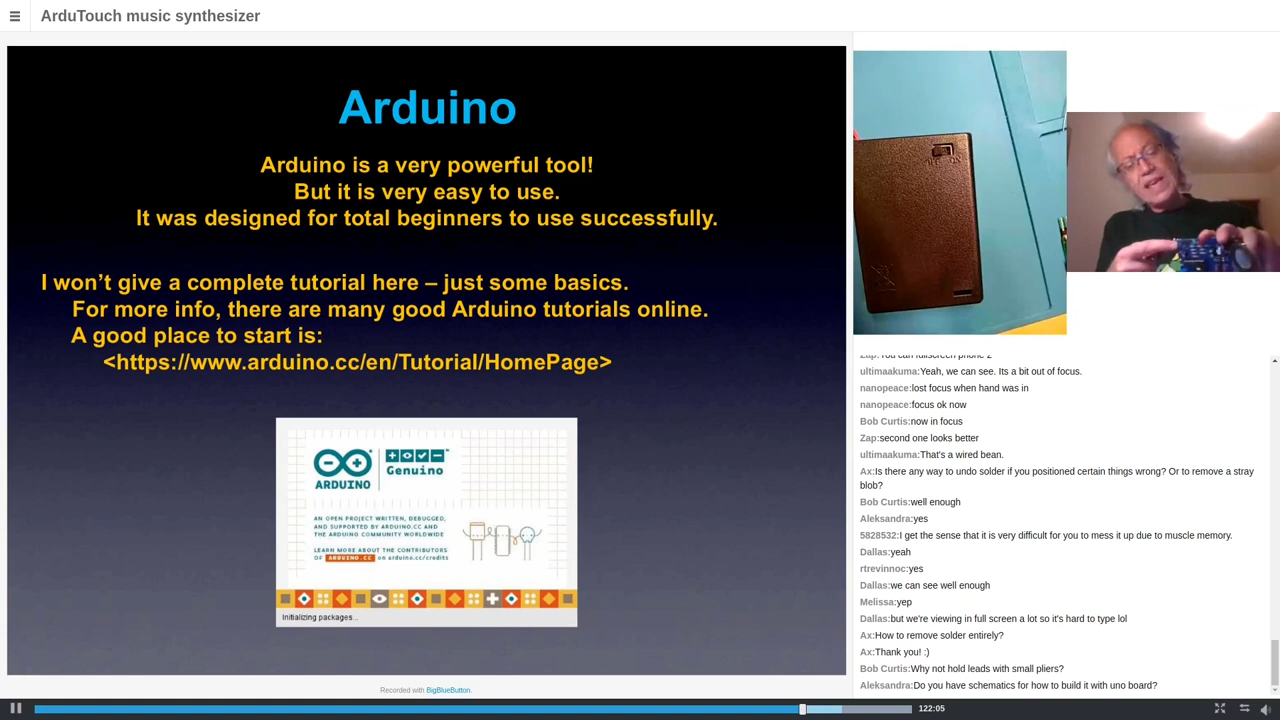 ArduTouch music synthesizer
Arduino
Arduino is a very powerful tool!
But it is very easy to use.
It was designed for total beginners to use successfully.
I won't give a complete tutorial here – just some basics.
For more info, there are many good Arduino tutorials online.
A good place to start is:
<https://www.arduino.cc/en/Tutorial/HomePage>
ARDUINO
Genuino
AN OPEN PROJECT WRITTEN, DEBUGGED,
AND SUPPORTED BY ARDUINO.CC AND
THE ARDUINO COMMUNITY WORLDWIDE
LEARN MORE ABOUT THE CONTRIBUTORS
OF ARDUINO.CC on arduino.cc/credits
Initializing packages...
Recorded with BigBlueButton.
Zap:You can fullscreen phone 2
ultimaakuma:Yeah, we can see. Its a bit out of focus.
nanopeace:lost focus when hand was in
nanopeace:focus ok now
Bob Curtis:now in focus
Zap:second one looks better
ultimaakuma:That's a wired bean.
Ax:Is there any way to undo solder if you positioned certain things wrong? Or to remove a stray
blob?
Bob Curtis:well enough
Aleksandra:yes
5828532:I get the sense that it is very difficult for you to mess it up due to muscle memory.
Dallas:yeah
rtrevinnoc:yes
Dallas:we can see well enough
Melissa:yep
Dallas:but we're viewing in full screen a lot so it's hard to type lol
Ax:How to remove solder entirely?
Ax:Thank you! :)
Bob Curtis:Why not hold leads with small pliers?
Aleksandra:Do you have schematics for how to build it with uno board?
122:05